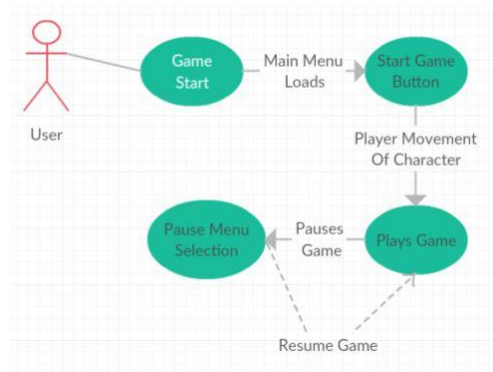 Game
Start
Main Menu
Loads
Start Game
Button
User
Player Movement
Of Character
Pause Menu
Selection
Pauses
Game
Plays Game
Resume Game